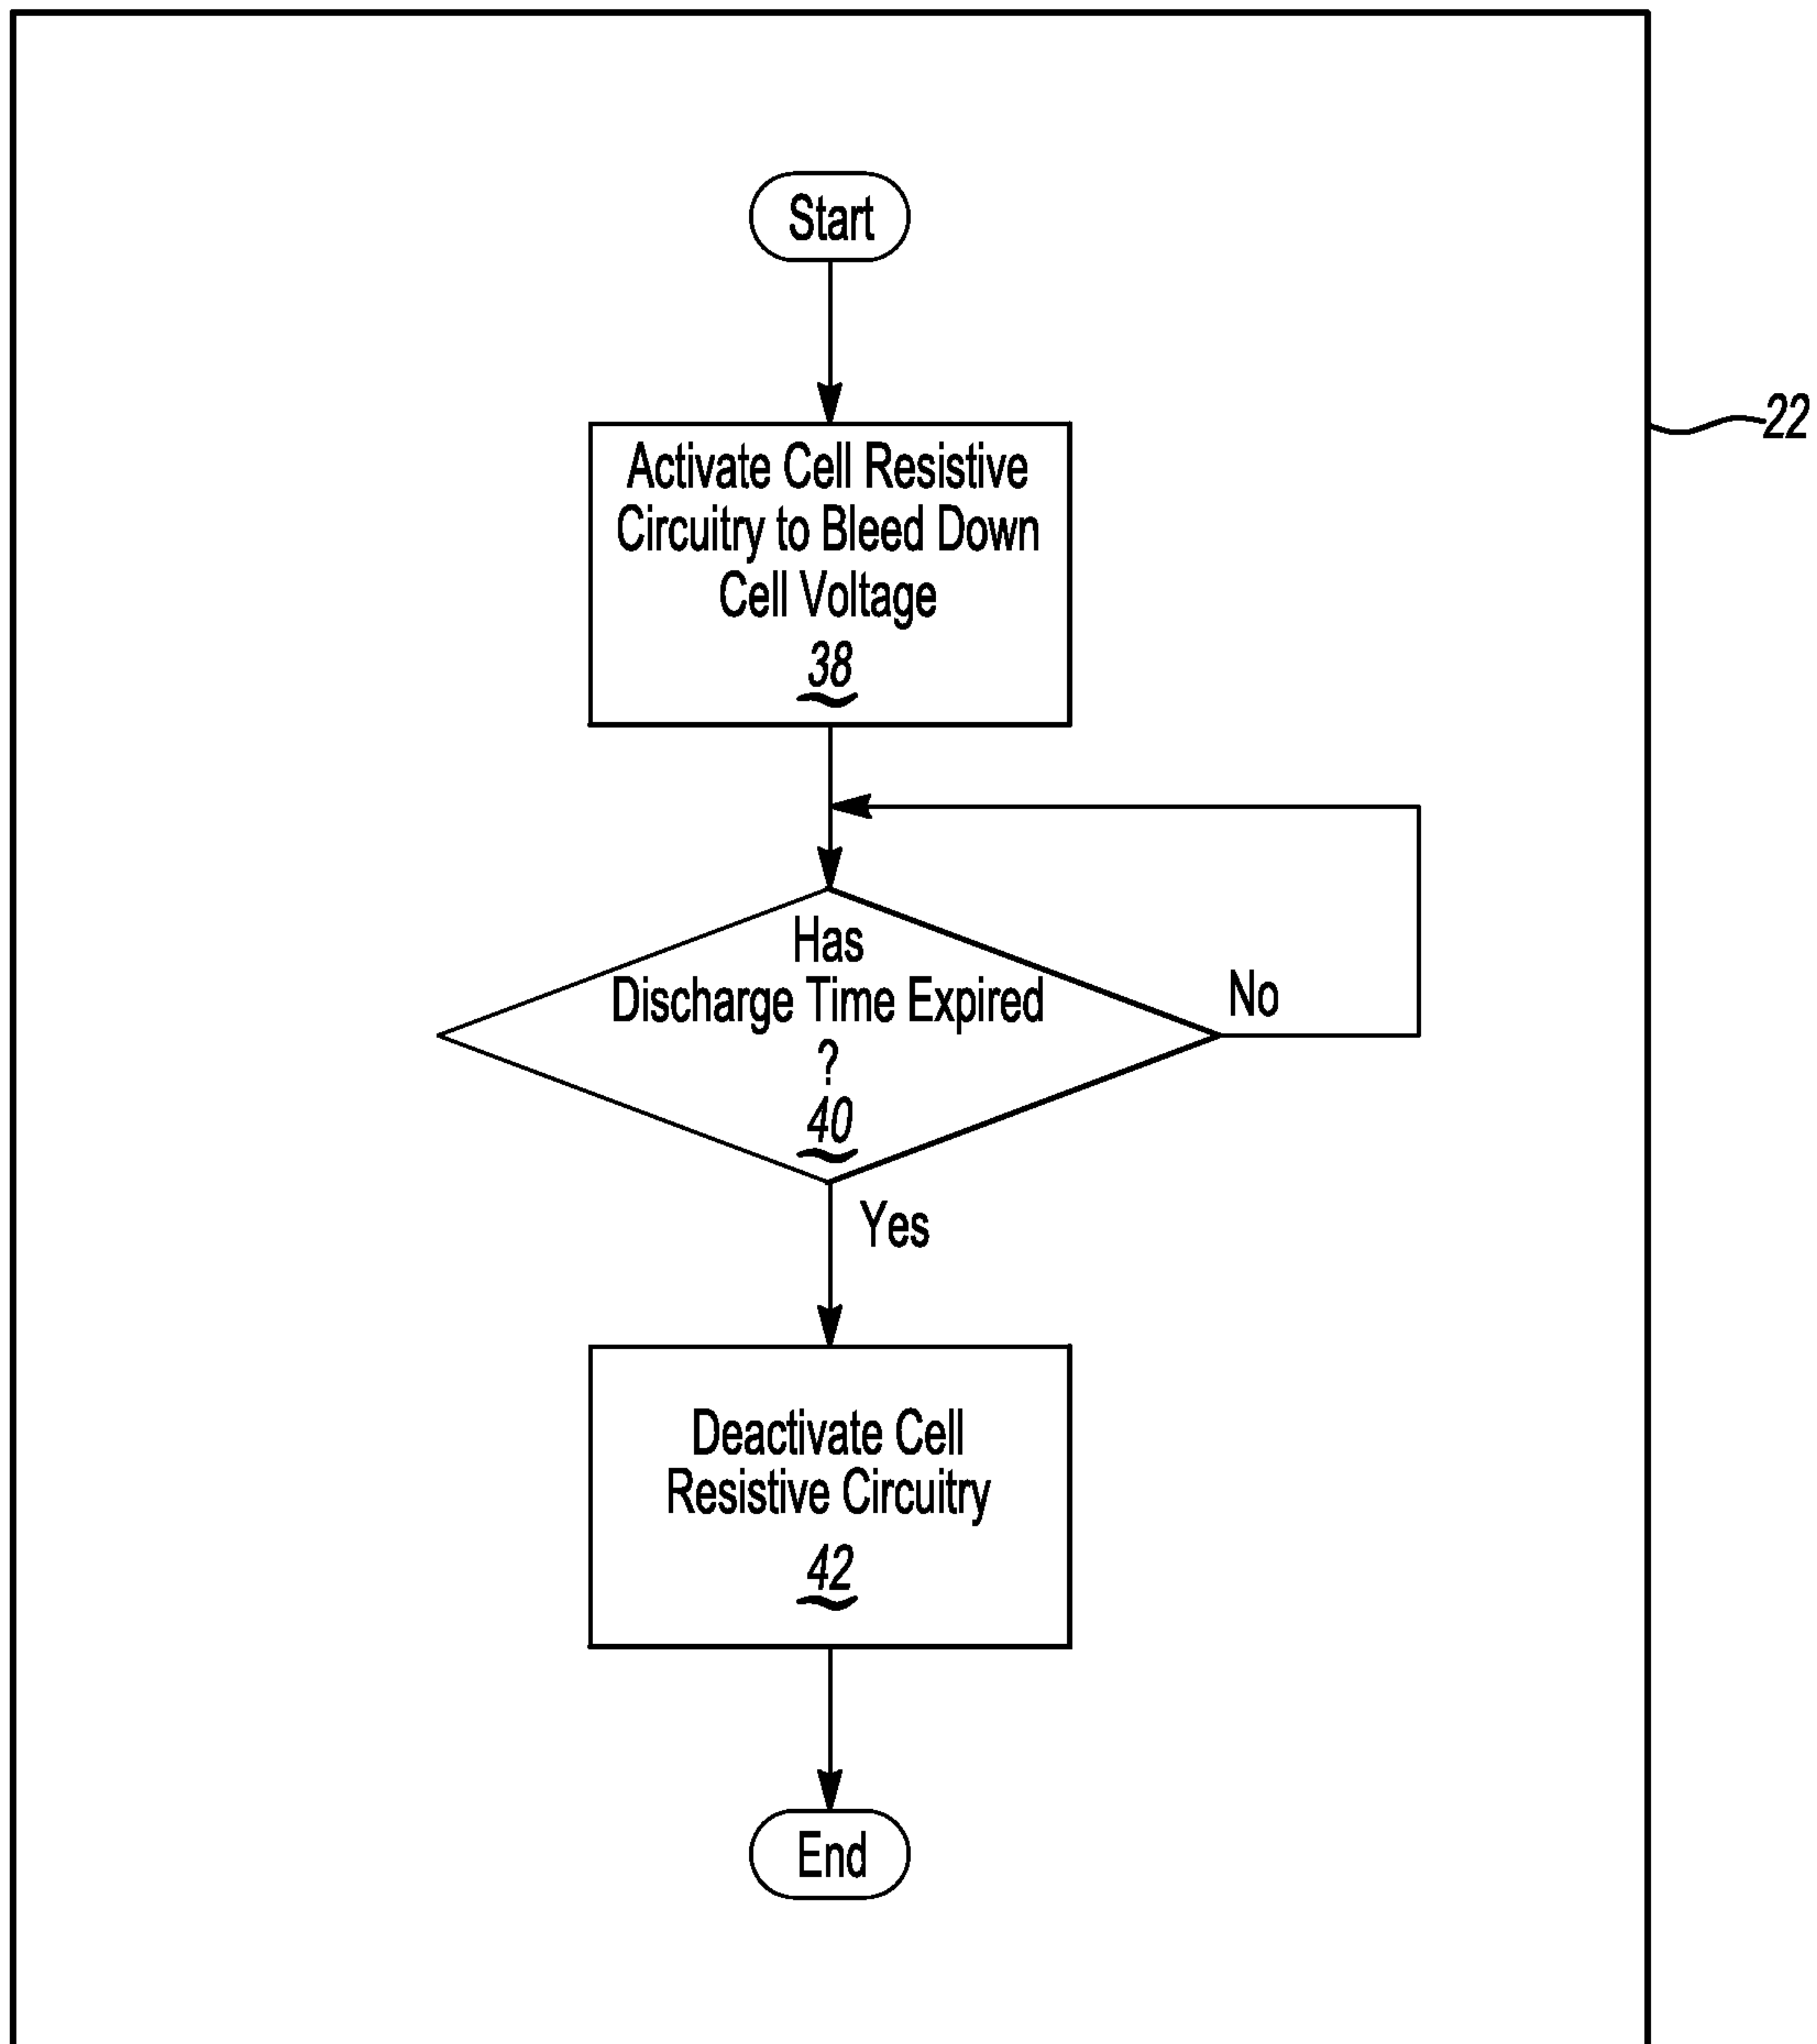 Start
22
Activate Cell Resistive
Circuitry to Bleed Down
Cell Voltage
38
Has
Discharge Time Expired
?
40
No
Yes
Deactivate Cell
Resistive Circuitry
42
End